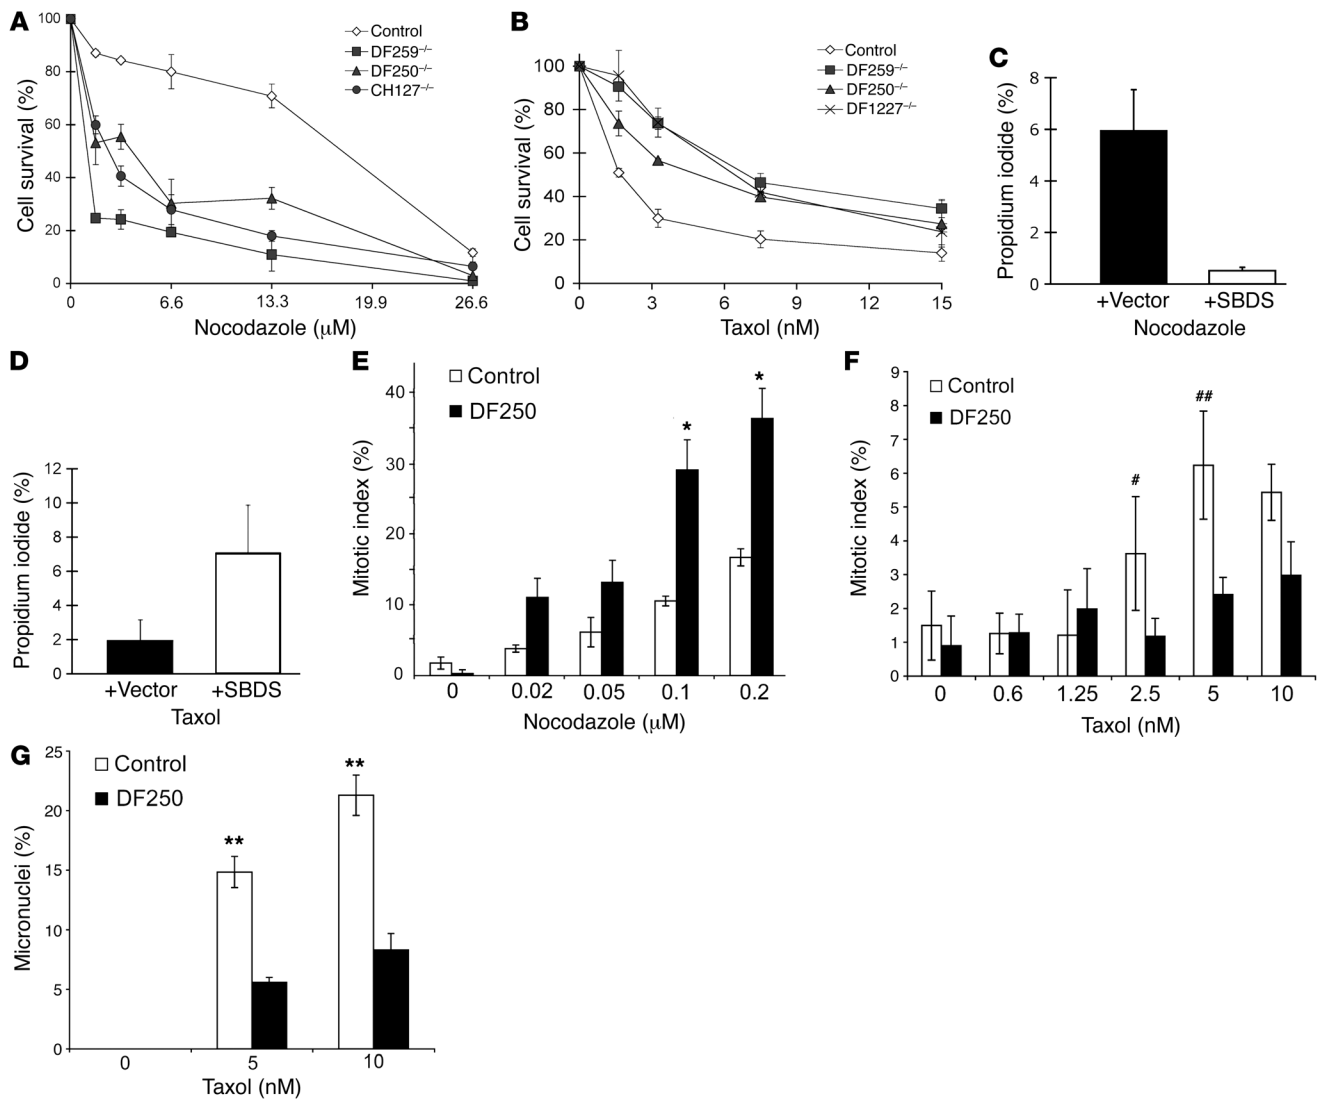 A
100
80
60
40
20
0
Cell survival (%)
Control
DF259–/–
DF250–/–
CH127–/–
0 6.6 13.3 19.9 26.6
Nocodazole (μM)
B
100
80
60
40
20
0
Cell survival (%)
Control
DF259–/–
DF250–/–
DF1227–/–
0 3 6 9 12 15
Taxol (nM)
C
8
6
4
2
0
Propidium iodide (%)
+Vector +SBDS
Nocodazole
D
12
10
8
6
4
2
0
Propidium iodide (%)
+Vector +SBDS
Taxol
E
40
30
20
10
0
Mitotic index (%)
Control
DF250
*
*
0 0.02 0.05 0.1 0.2
Nocodazole (μM)
F
9
8
7
6
5
4
3
2
1
0
Mitotic index (%)
Control
DF250
#
##
0 0.6 1.25 2.5 5 10
Taxol (nM)
G
25
20
15
10
5
0
Micronuclei (%)
Control
DF250
**
**
0 5 10
Taxol (nM)